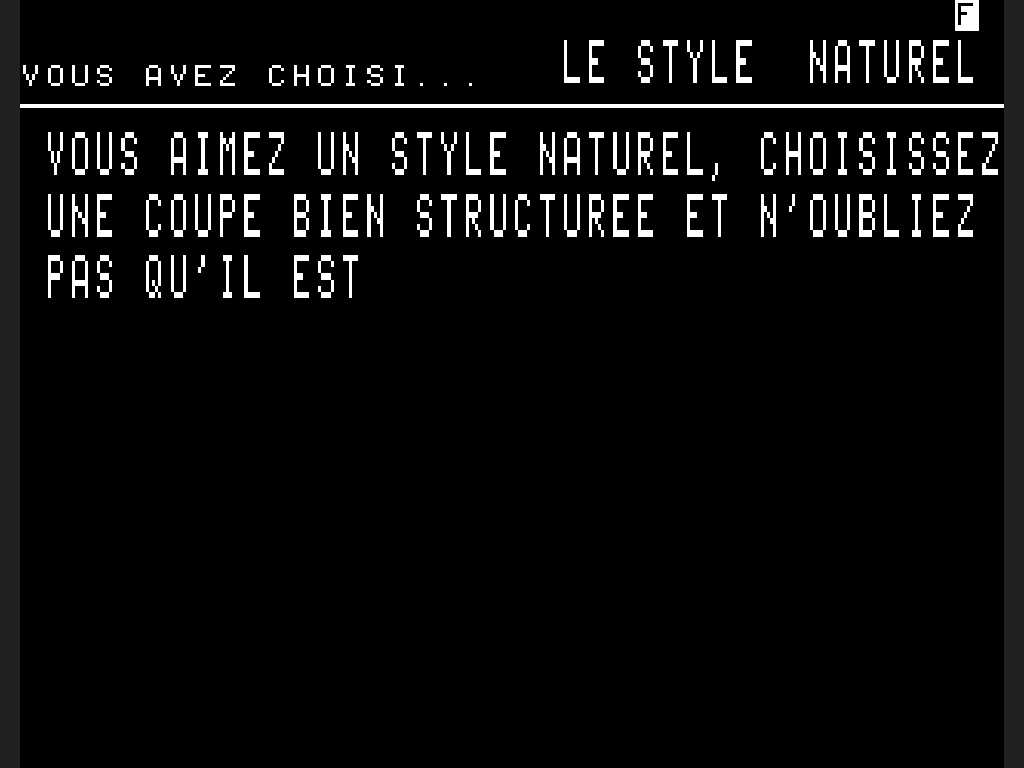 F
VOUS AVEZ CHOISI... LE STYLE NATUREL
VOUS AIMEZ UN STYLE NATUREL, CHOISISSEZ
UNE COUPE BIEN STRUCTUREE ET N'OUBLIEZ
PAS QU'IL EST